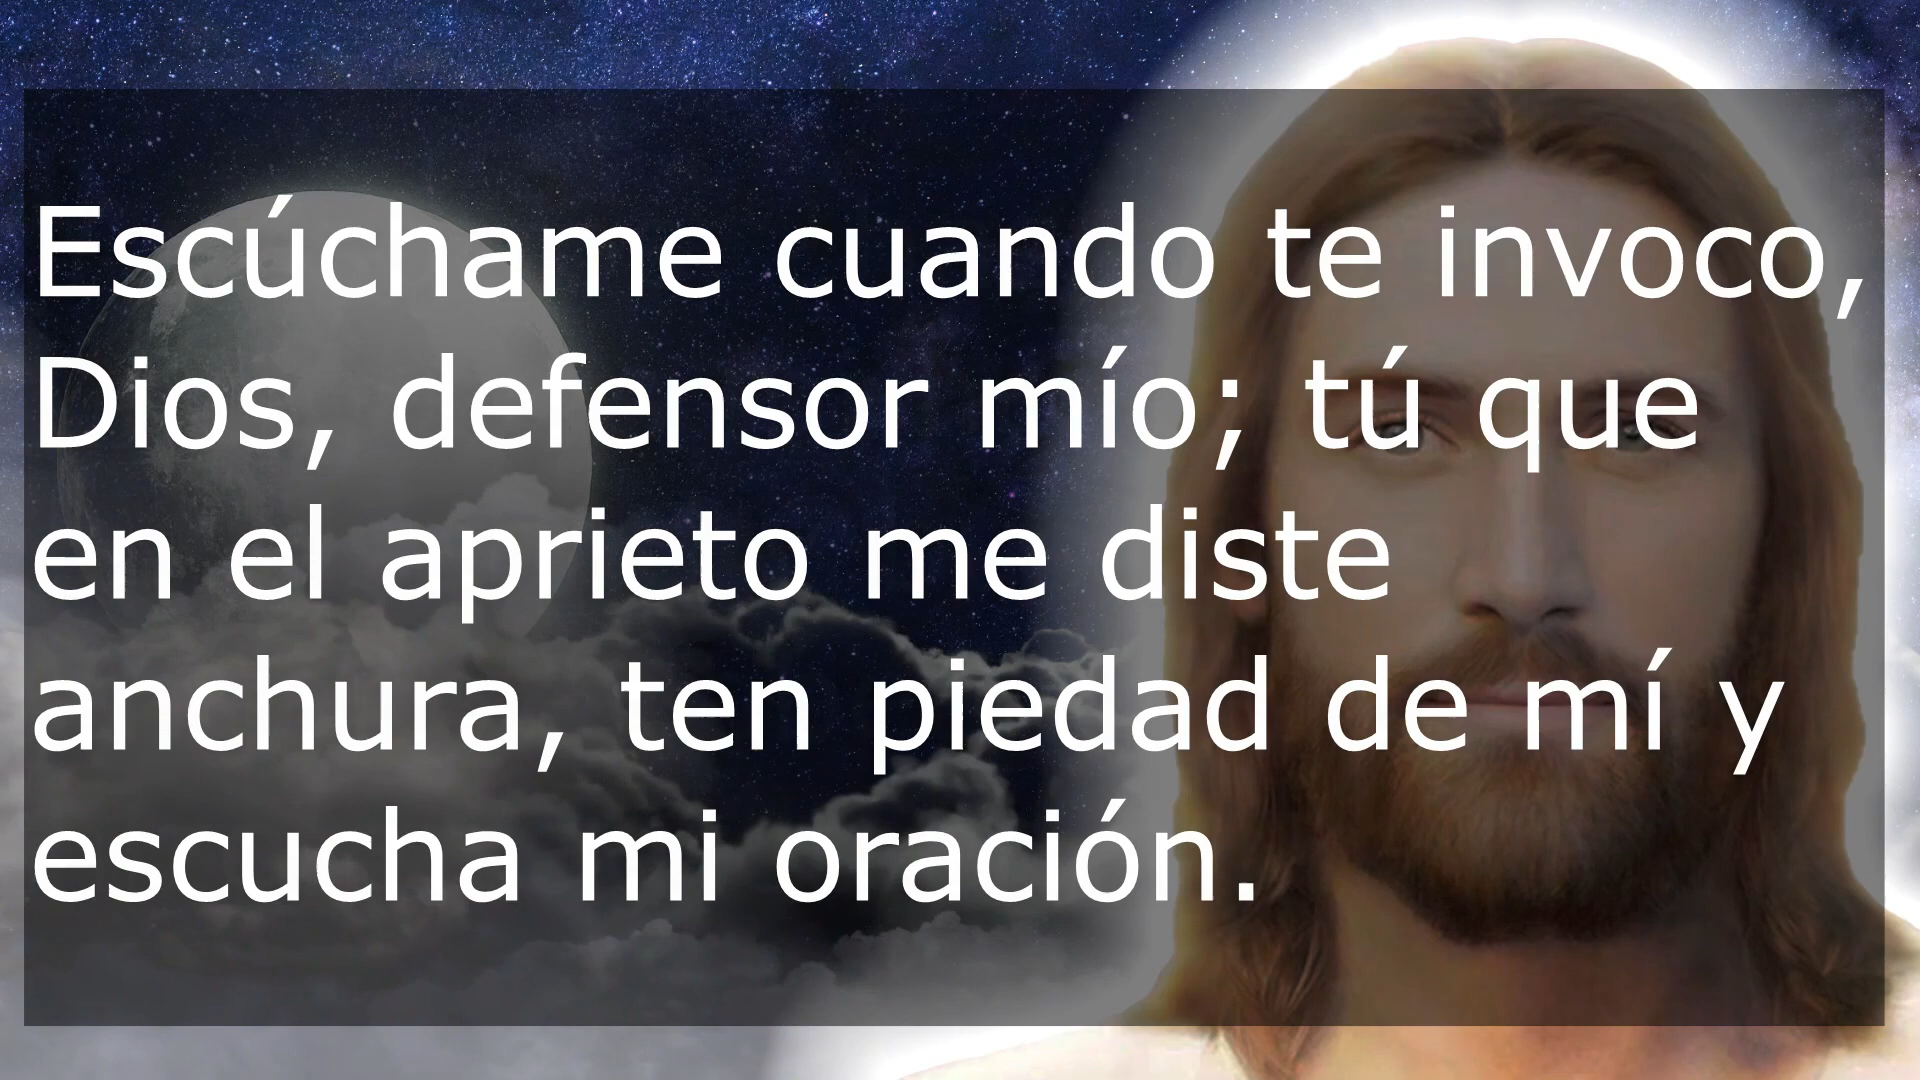 Escúchame cuando te invoco,
Dios, defensor mío; tú que
en el aprieto me diste
anchura, ten piedad de mí y
escucha mi oración.